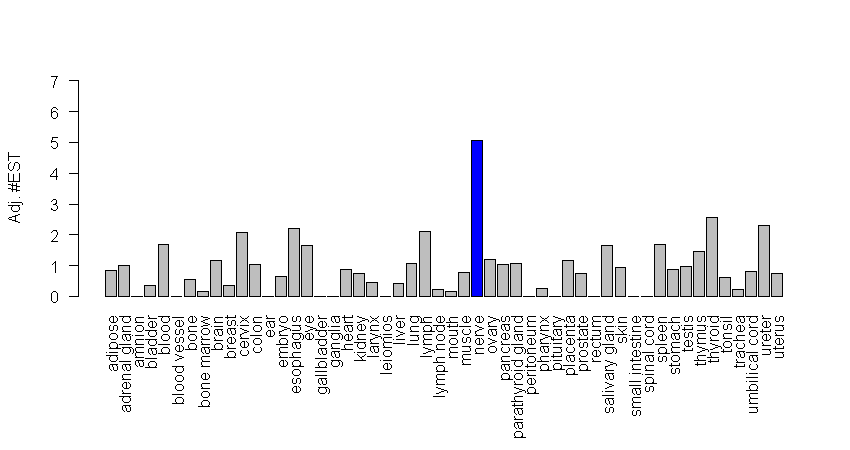 7
6
5
4
3
2
1
0
Adj. #EST
adipose
adrenal gland
amnion
bladder
blood
blood vessel
bone
bone marrow
brain
breast
cervix
colon
ear
embryo
esophagus
eye
gallbladder
ganglia
heart
kidney
larynx
leiomios
liver
lung
lymph
lymph node
mouth
muscle
nerve
ovary
pancreas
parathyroid gland
peritoneum
pharynx
pituitary
placenta
prostate
rectum
salivary gland
skin
small intestine
spinal cord
spleen
stomach
testis
thymus
thyroid
tonsil
trachea
umbilical cord
ureter
uterus